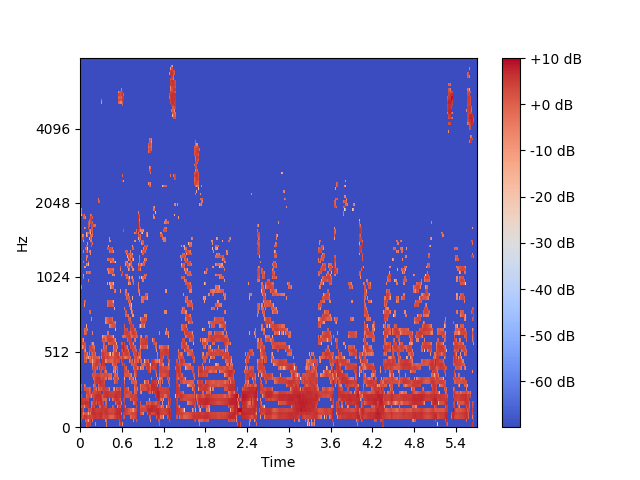 +10 dB
+0 dB
4096
-10 dB
2048
-20 dB
Hz
-30 dB
1024
-40 dB
512
-50 dB
-60 dB
0
0 0.6 1.2 1.8 2.4 3 3.6 4.2 4.8 5.4
Time